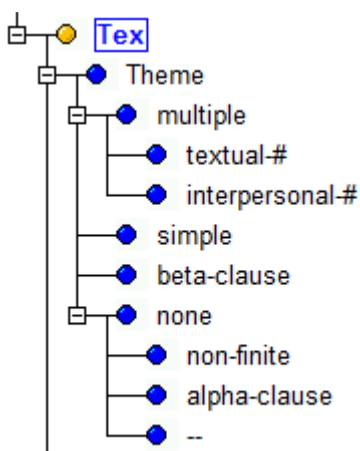 Tex
Theme
multiple
textual-#
interpersonal-#
simple
beta-clause
none
non-finite
alpha-clause
--